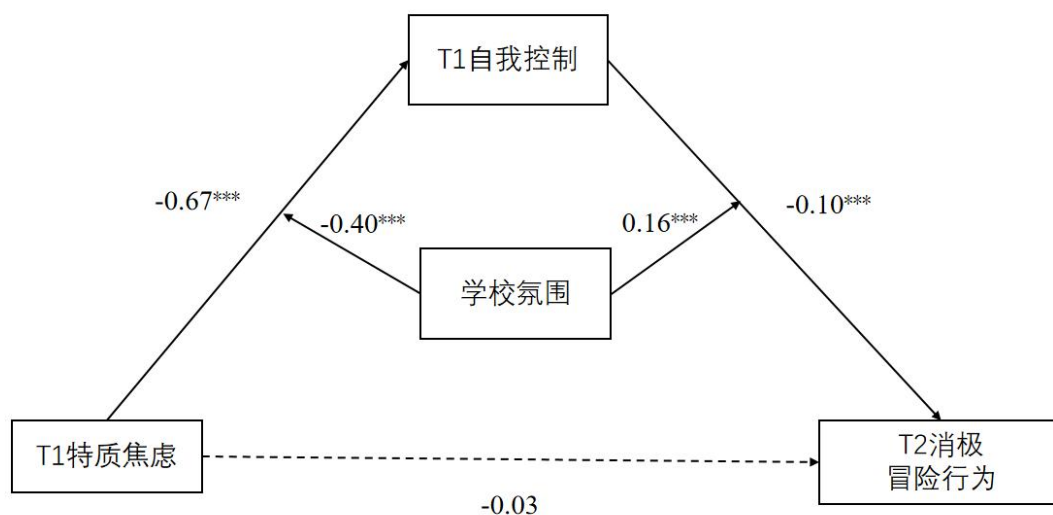 T1自我控制
-0.67***
-0.40***
0.16***
-0.10***
学校氛围
T1特质焦虑
T2消极
冒险行为
-0.03